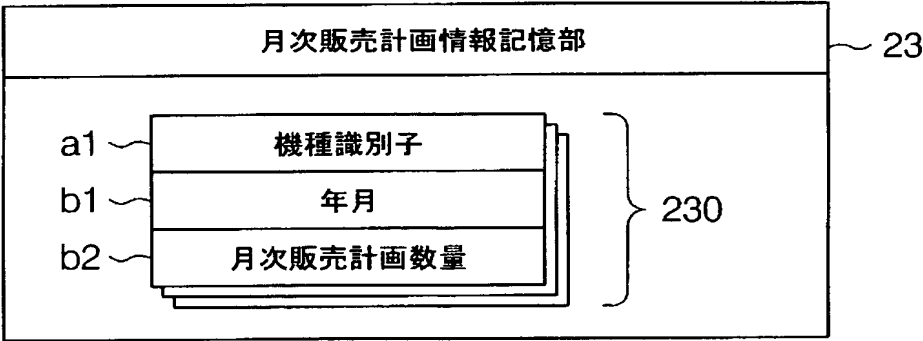 月次販売計画情報記憶部 23
a1 機種識別子
b1 年月
230
b2 月次販売計画数量